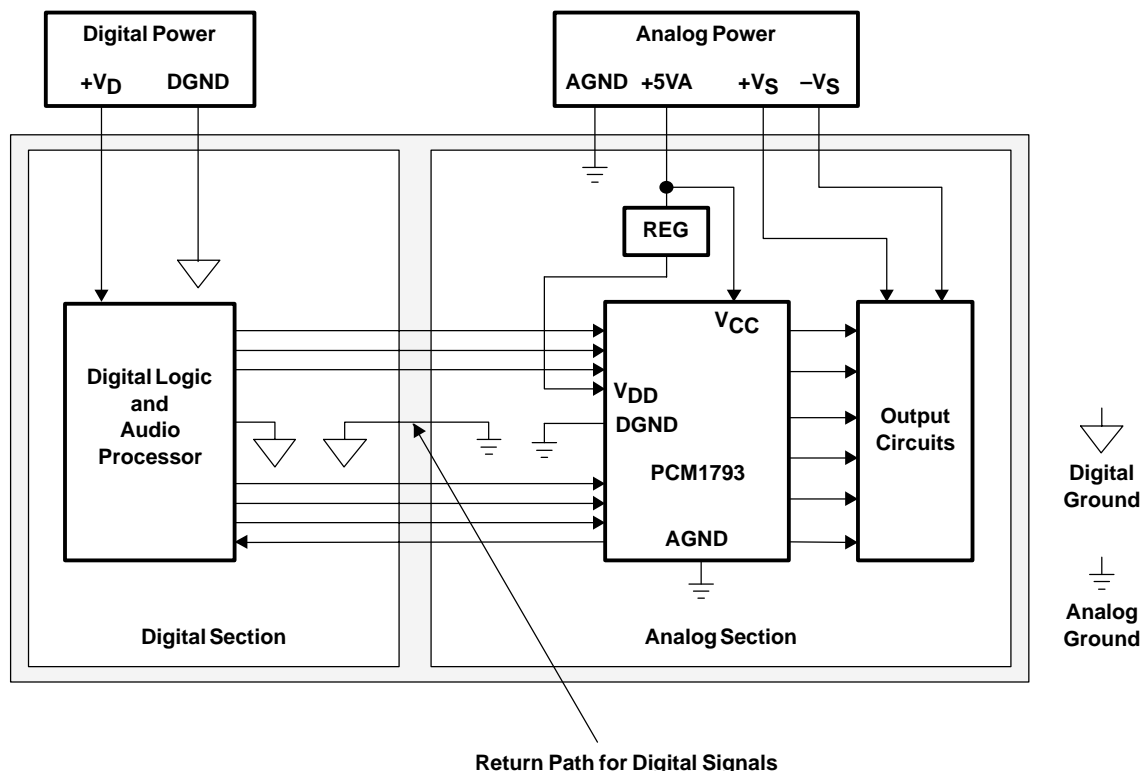 Digital Power
+VD DGND
Analog Power
AGND +5VA +VS –VS
REG
VCC
VDD
DGND
PCM1793
AGND
Digital Logic
and
Audio
Processor
Output
Circuits
Digital
Ground
Analog
Ground
Digital Section
Analog Section
Return Path for Digital Signals